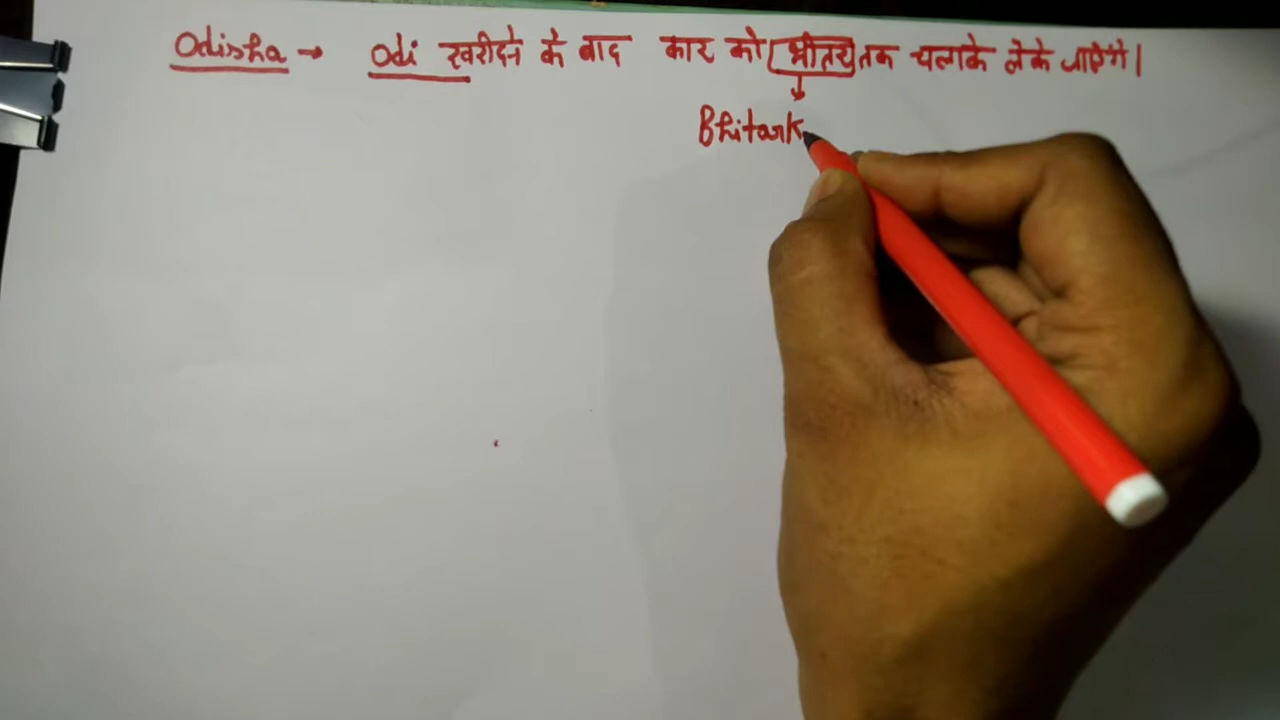 Odisha → Odi खरीदने के बाद कार को भीतर तक चलाके लेके जाएंगे।
Bhitark